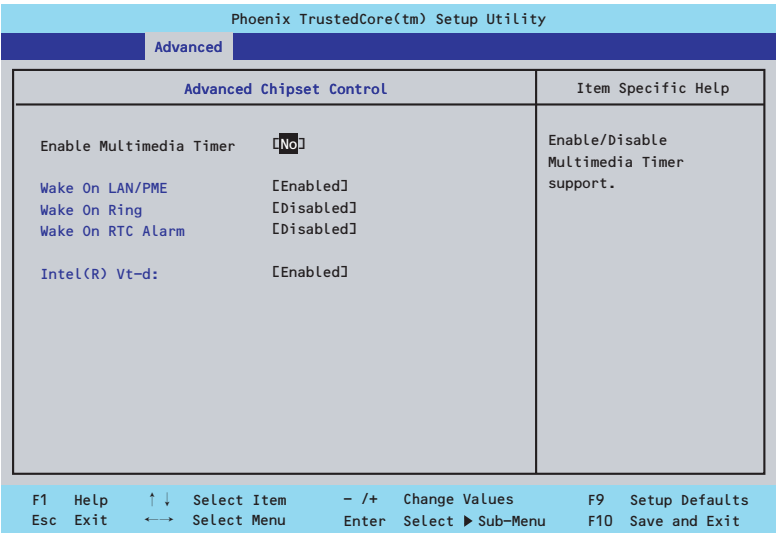 Phoenix TrustedCore(tm) Setup Utility
Advanced
Advanced Chipset Control
Item Specific Help
Enable Multimedia Timer [No]
Wake On LAN/PME [Enabled]
Wake On Ring [Disabled]
Wake On RTC Alarm [Disabled]
Intel(R) Vt-d: [Enabled]
Enable/Disable
Multimedia Timer
support.
F1 Help ↑↓ Select Item - /+ Change Values F9 Setup Defaults
Esc Exit ←→ Select Menu Enter Select ▶ Sub-Menu F10 Save and Exit